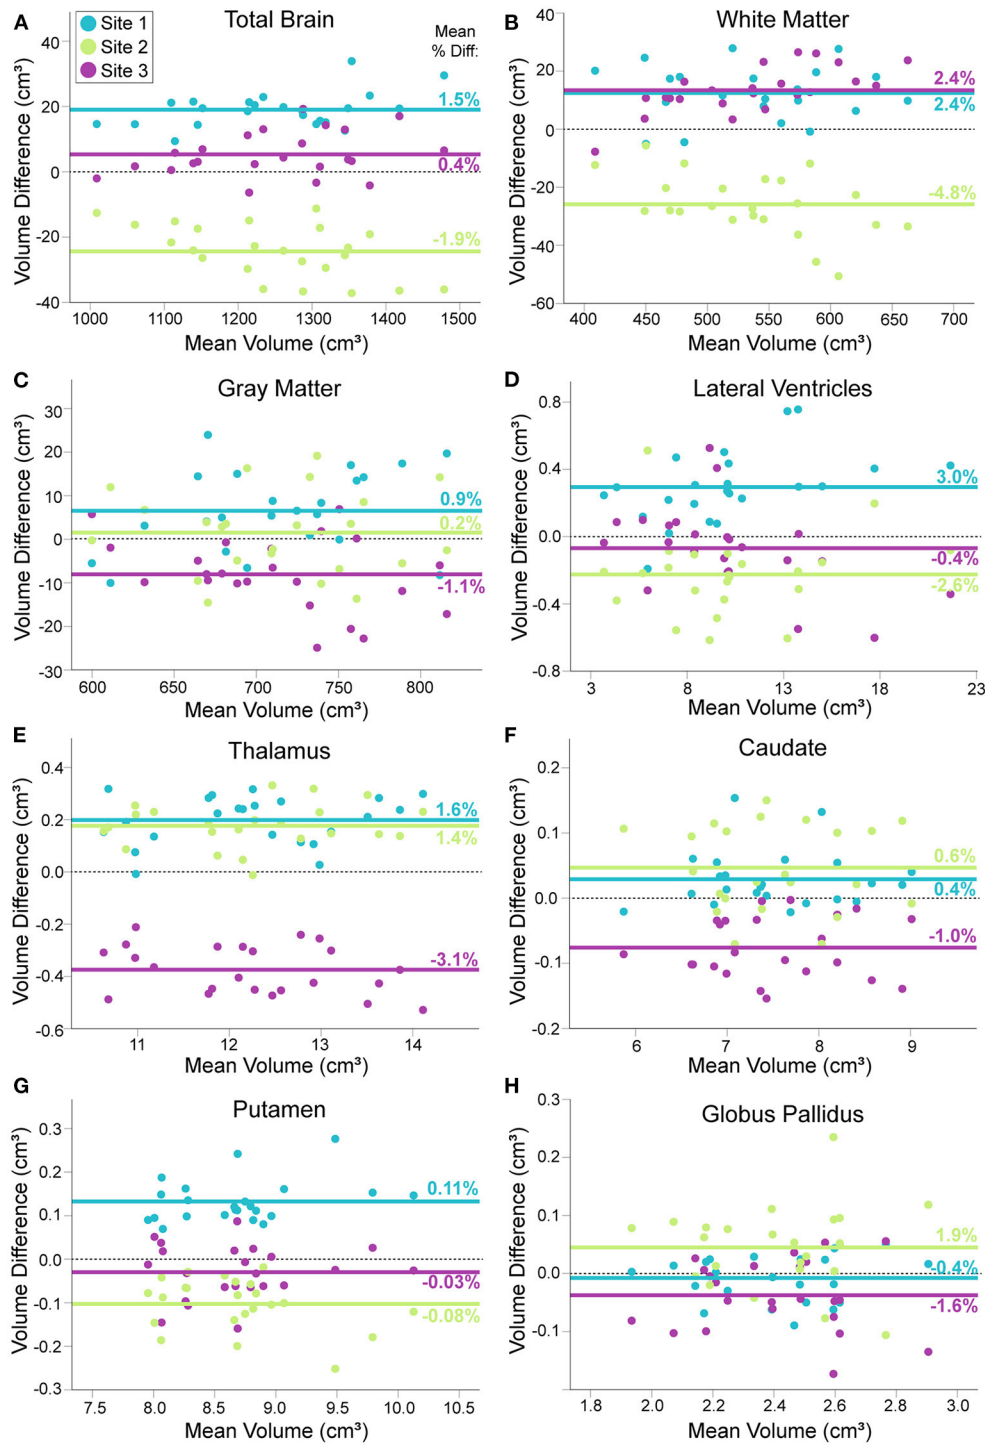 A
Total Brain
Site 1
Site 2
Site 3
Mean
% Diff:
Volume Difference (cm³)
40
20
0
-20
-40
1.5%
0.4%
-1.9%
1000 1100 1200 1300 1400 1500
Mean Volume (cm³)
B
White Matter
Volume Difference (cm³)
40
20
0
-20
-40
-60
2.4%
2.4%
-4.8%
400 450 500 550 600 650 700
Mean Volume (cm³)
C
Gray Matter
Volume Difference (cm³)
30
20
10
0
-10
-20
-30
0.9%
0.2%
-1.1%
600 650 700 750 800
Mean Volume (cm³)
D
Lateral Ventricles
Volume Difference (cm³)
0.8
0.4
0.0
-0.4
-0.8
3.0%
-0.4%
-2.6%
3 8 13 18 23
Mean Volume (cm³)
E
Thalamus
Volume Difference (cm³)
0.4
0.2
0.0
-0.2
-0.4
-0.6
1.6%
1.4%
-3.1%
11 12 13 14
Mean Volume (cm³)
F
Caudate
Volume Difference (cm³)
0.2
0.1
0.0
-0.1
-0.2
0.6%
0.4%
-1.0%
6 7 8 9
Mean Volume (cm³)
G
Putamen
Volume Difference (cm³)
0.3
0.2
0.1
0.0
-0.1
-0.2
-0.3
0.11%
-0.03%
-0.08%
7.5 8.0 8.5 9.0 9.5 10.0 10.5
Mean Volume (cm³)
H
Globus Pallidus
Volume Difference (cm³)
0.3
0.2
0.1
0.0
-0.1
1.9%
-0.4%
-1.6%
1.8 2.0 2.2 2.4 2.6 2.8 3.0
Mean Volume (cm³)